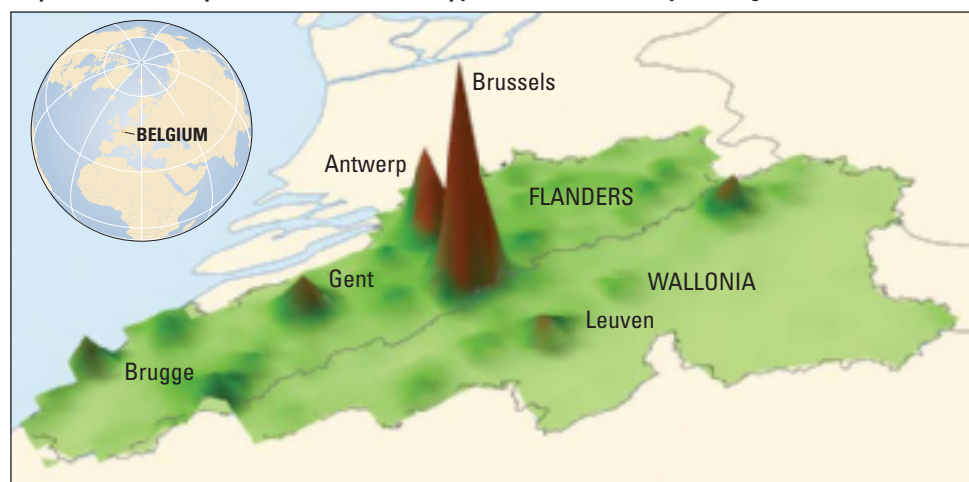 BELGIUM
Brussels
Antwerp
FLANDERS
Gent
WALLONIA
Leuven
Brugge